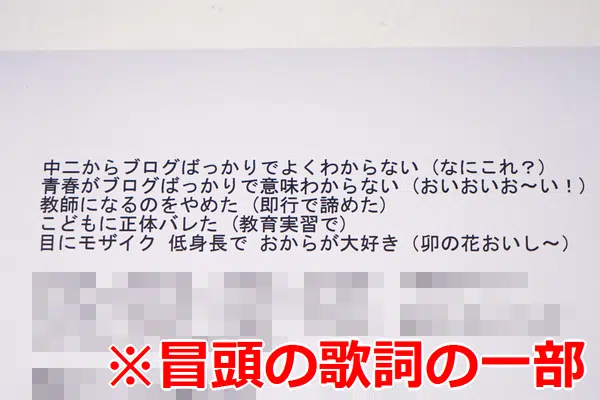 中二からブログばっかりでよくわからない（なにこれ？）
青春がブログばっかりで意味わからない（おいおいお～い！）
教師になるのをやめた（即行で諦めた）
こどもに正体バレた（教育実習で）
目にモザイク 低身長で おからが大好き（卯の花おいし～）
※冒頭の歌詞の一部